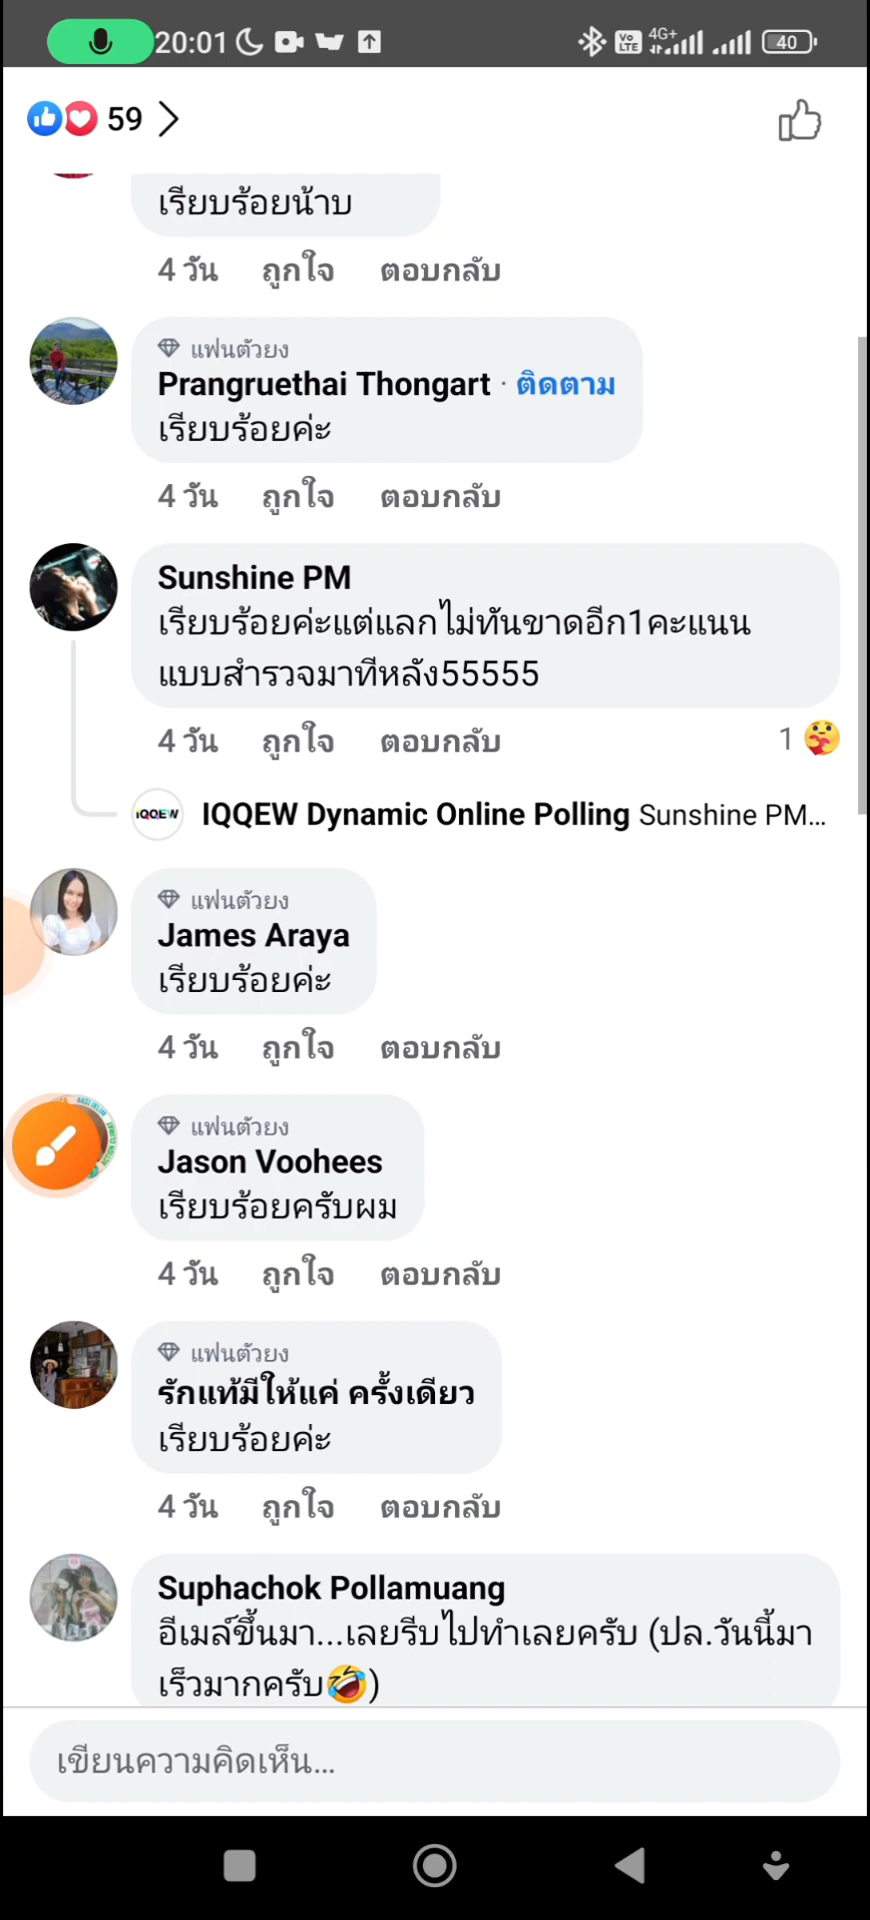 20:01 Vo LTE 4G+ 40
59
เรียบร้อยน้าบ
4 วัน ถูกใจ ตอบกลับ
แฟนตัวยง
Prangruethai Thongart · ติดตาม
เรียบร้อยค่ะ
4 วัน ถูกใจ ตอบกลับ
Sunshine PM
เรียบร้อยค่ะแต่แลกไม่ทันขาดอีก1คะแนน
แบบสำรวจมาทีหลัง55555
4 วัน ถูกใจ ตอบกลับ 1
IQQEW IQQEW Dynamic Online Polling Sunshine PM...
แฟนตัวยง
James Araya
เรียบร้อยค่ะ
4 วัน ถูกใจ ตอบกลับ
แฟนตัวยง
Jason Voohees
เรียบร้อยครับผม
4 วัน ถูกใจ ตอบกลับ
แฟนตัวยง
รักแท้มีให้แค่ ครั้งเดียว
เรียบร้อยค่ะ
4 วัน ถูกใจ ตอบกลับ
Suphachok Pollamuang
อีเมล์ขึ้นมา...เลยรีบไปทำเลยครับ (ปล.วันนี้มา
เร็วมากครับ🤣)
เขียนความคิดเห็น...